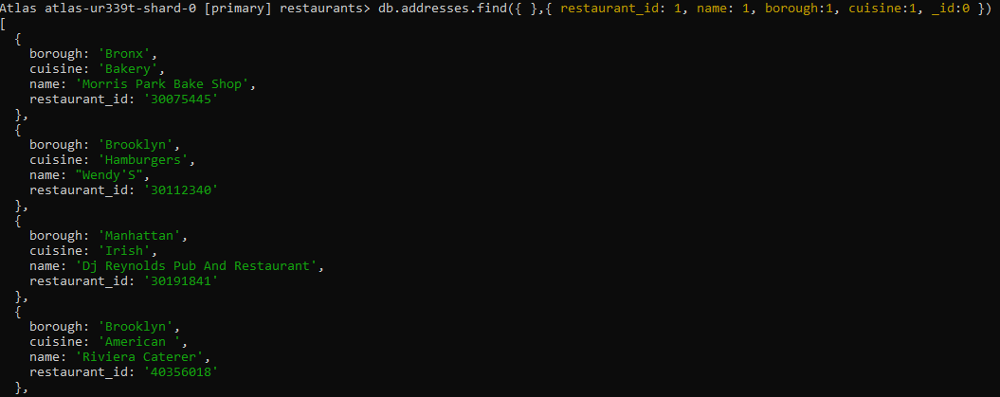 Atlas atlas-ur339t-shard-0 [primary] restaurants> db.addresses.find({ },{ restaurant_id: 1, name: 1, borough:1, cuisine:1, _id:0 })
[
  {
    borough: 'Bronx',
    cuisine: 'Bakery',
    name: 'Morris Park Bake Shop',
    restaurant_id: '30075445'
  },
  {
    borough: 'Brooklyn',
    cuisine: 'Hamburgers',
    name: "Wendy'S",
    restaurant_id: '30112340'
  },
  {
    borough: 'Manhattan',
    cuisine: 'Irish',
    name: 'Dj Reynolds Pub And Restaurant',
    restaurant_id: '30191841'
  },
  {
    borough: 'Brooklyn',
    cuisine: 'American ',
    name: 'Riviera Caterer',
    restaurant_id: '40356018'
  },